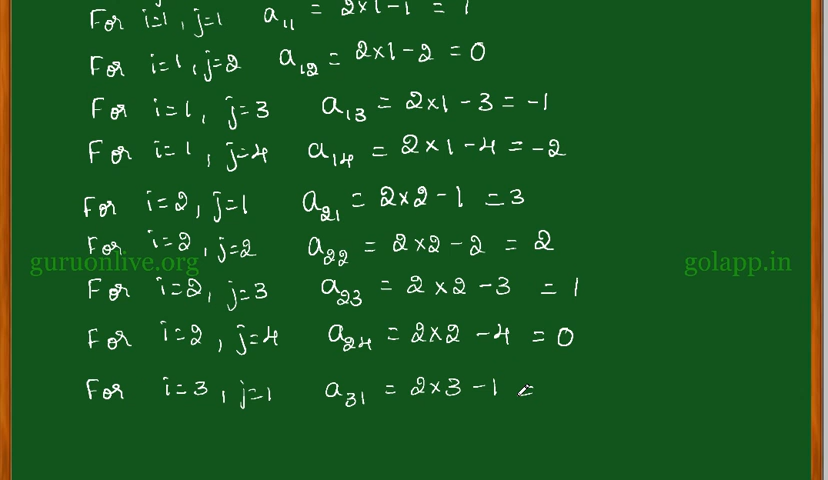 For i=1, j=1 a11 = 2×1-1 = 1
For i=1, j=2 a12 = 2×1-2 = 0
For i=1, j=3 a13 = 2×1-3 = -1
For i=1, j=4 a14 = 2×1-4 = -2
For i=2, j=1 a21 = 2×2-1 = 3
For i=2, j=2 a22 = 2×2-2 = 2
guruonlive.org golapp.in
For i=2, j=3 a23 = 2×2-3 = 1
For i=2, j=4 a24 = 2×2-4 = 0
For i=3, j=1 a31 = 2×3-1 =